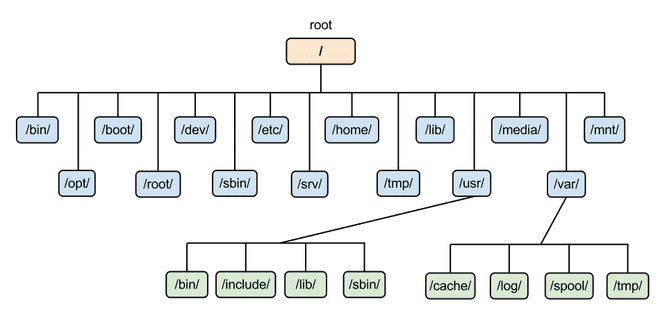 root
/
/bin/ /boot/ /dev/ /etc/ /home/ /lib/ /media/ /mnt/
/opt/ /root/ /sbin/ /srv/ /tmp/ /usr/ /var/
/bin/ /include/ /lib/ /sbin/ /cache/ /log/ /spool/ /tmp/